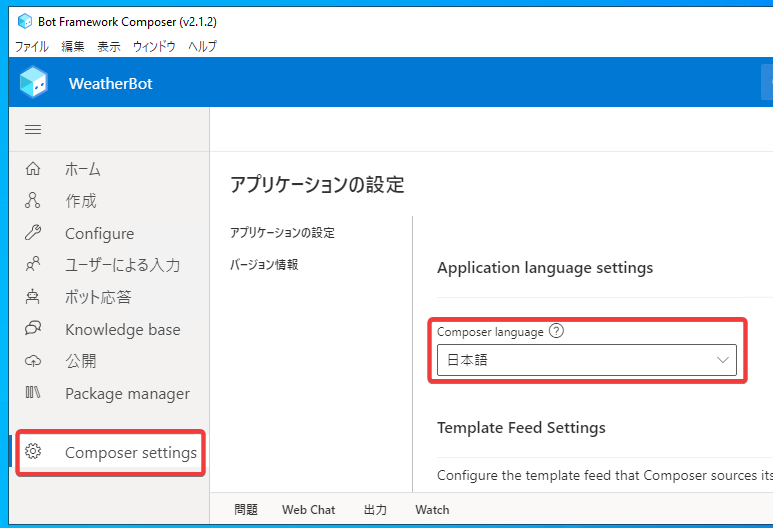 Bot Framework Composer (v2.1.2)
ファイル 編集 表示 ウィンドウ ヘルプ
WeatherBot
ホーム
作成
Configure
ユーザーによる入力
ボット応答
Knowledge base
公開
Package manager
Composer settings
アプリケーションの設定
アプリケーションの設定
バージョン情報
Application language settings
Composer language ?
日本語
Template Feed Settings
Configure the template feed that Composer sources its
問題 Web Chat 出力 Watch